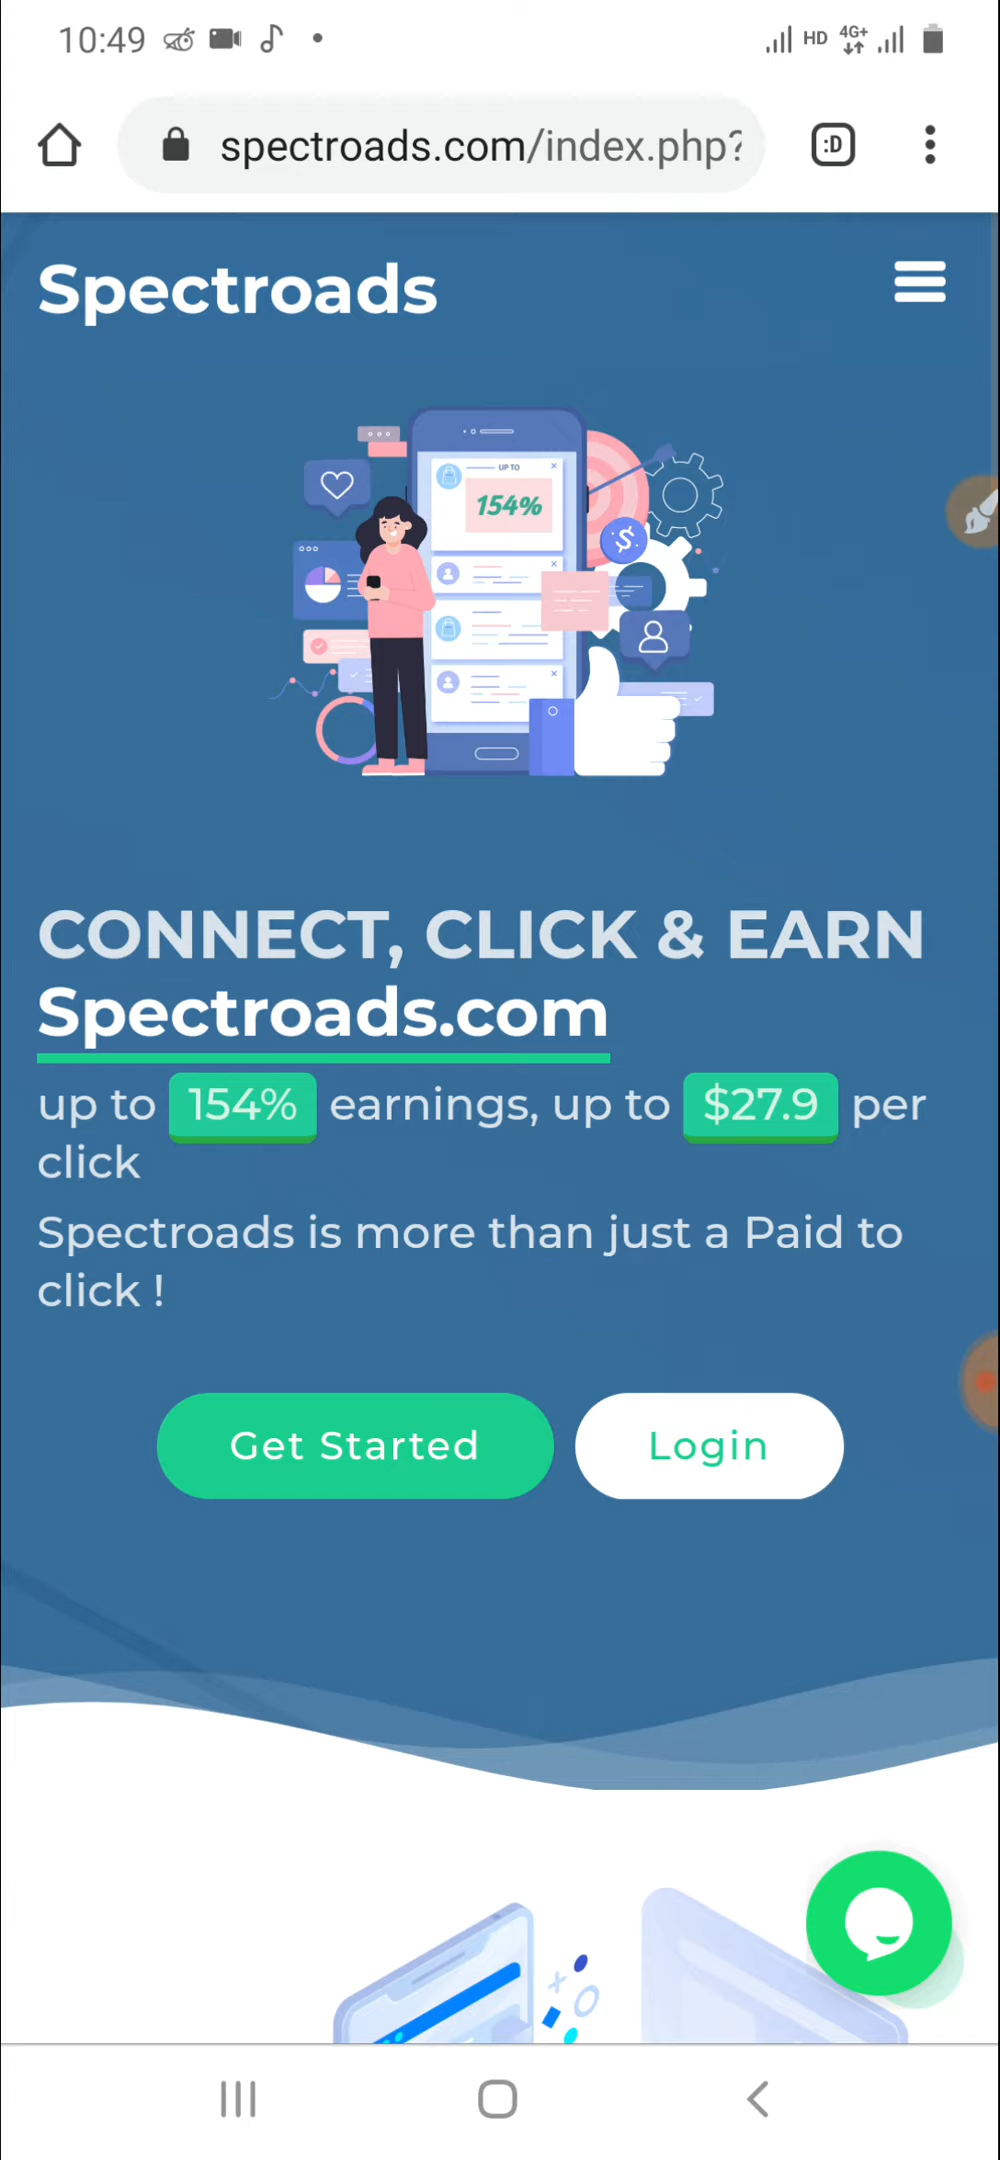 10:49 HD 4G+
spectroads.com/index.php?
:D
Spectroads
UP TO
154%
CONNECT, CLICK & EARN
Spectroads.com
up to 154% earnings, up to $27.9 per
click
Spectroads is more than just a Paid to
click !
Get Started Login